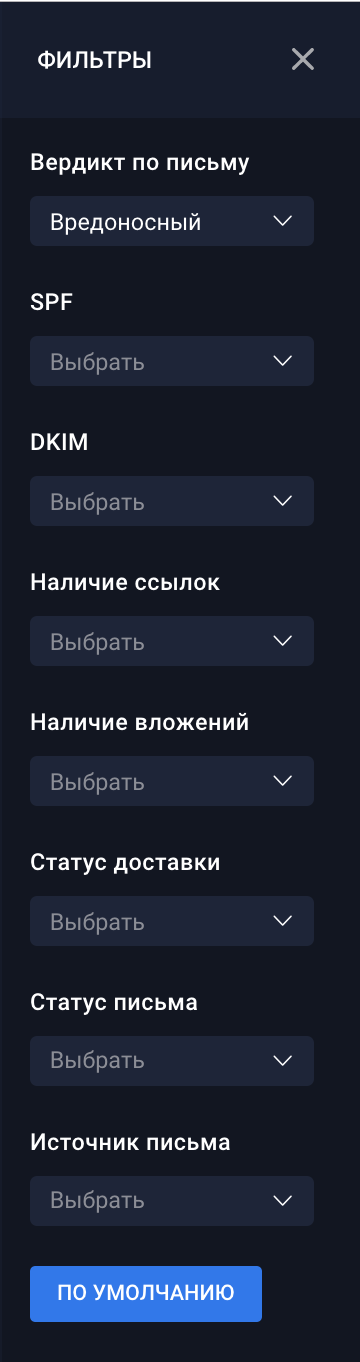 ФИЛЬТРЫ
Вердикт по письму
Вредоносный
SPF
Выбрать
DKIM
Выбрать
Наличие ссылок
Выбрать
Наличие вложений
Выбрать
Статус доставки
Выбрать
Статус письма
Выбрать
Источник письма
Выбрать
ПО УМОЛЧАНИЮ